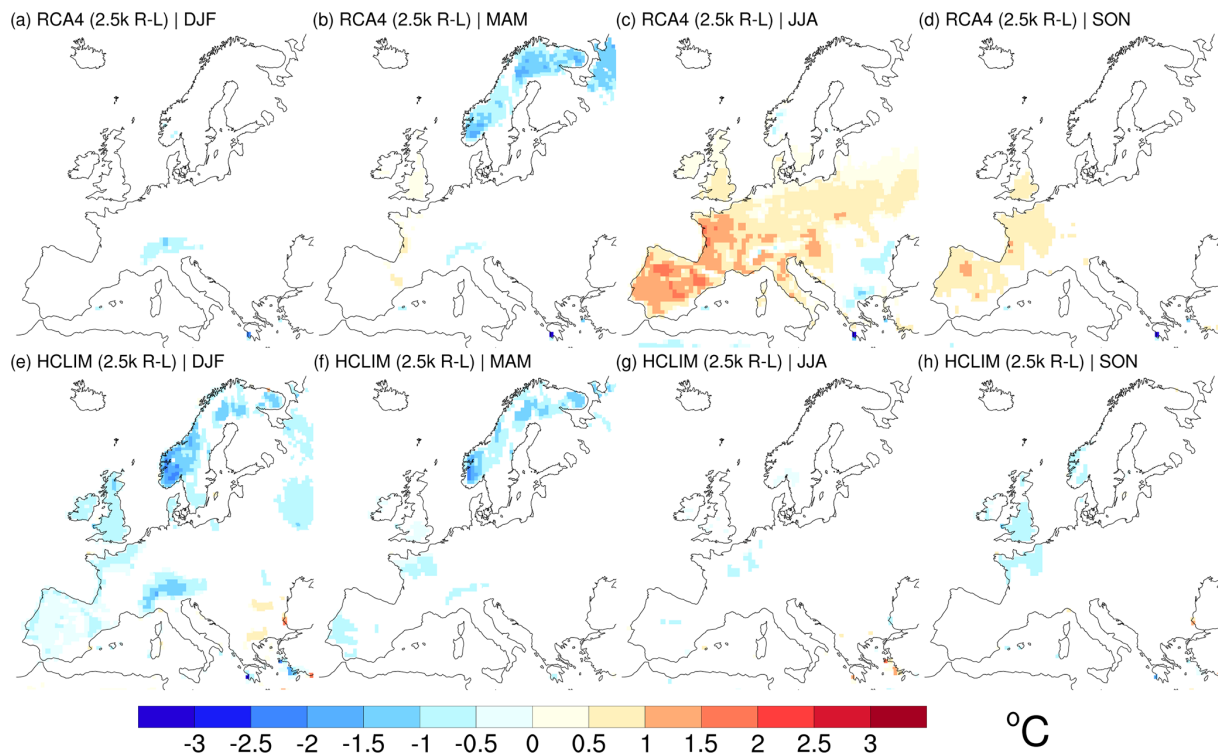 (a) RCA4 (2.5k R-L) | DJF
(b) RCA4 (2.5k R-L) | MAM
(c) RCA4 (2.5k R-L) | JJA
(d) RCA4 (2.5k R-L) | SON
(e) HCLIM (2.5k R-L) | DJF
(f) HCLIM (2.5k R-L) | MAM
(g) HCLIM (2.5k R-L) | JJA
(h) HCLIM (2.5k R-L) | SON
-3 -2.5 -2 -1.5 -1 -0.5 0 0.5 1 1.5 2 2.5 3
°C